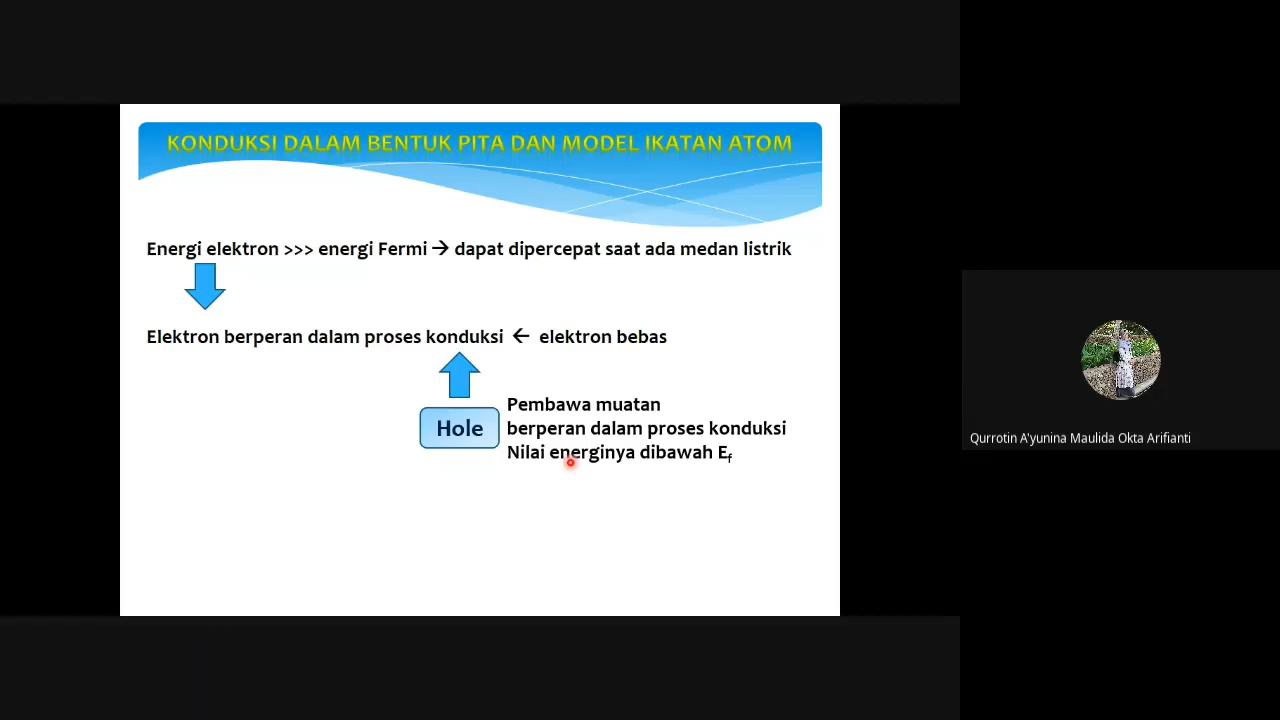 KONDUKSI DALAM BENTUK PITA DAN MODEL IKATAN ATOM
Energi elektron >>> energi Fermi → dapat dipercepat saat ada medan listrik
Elektron berperan dalam proses konduksi ← elektron bebas
Hole
Pembawa muatan
berperan dalam proses konduksi
Nilai energinya dibawah Ef
Qurrotin A'yunina Maulida Okta Arifianti